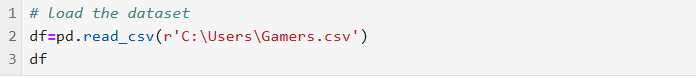 1 # load the dataset
2 df=pd.read_csv(r'C:\Users\Gamers.csv')
3 df